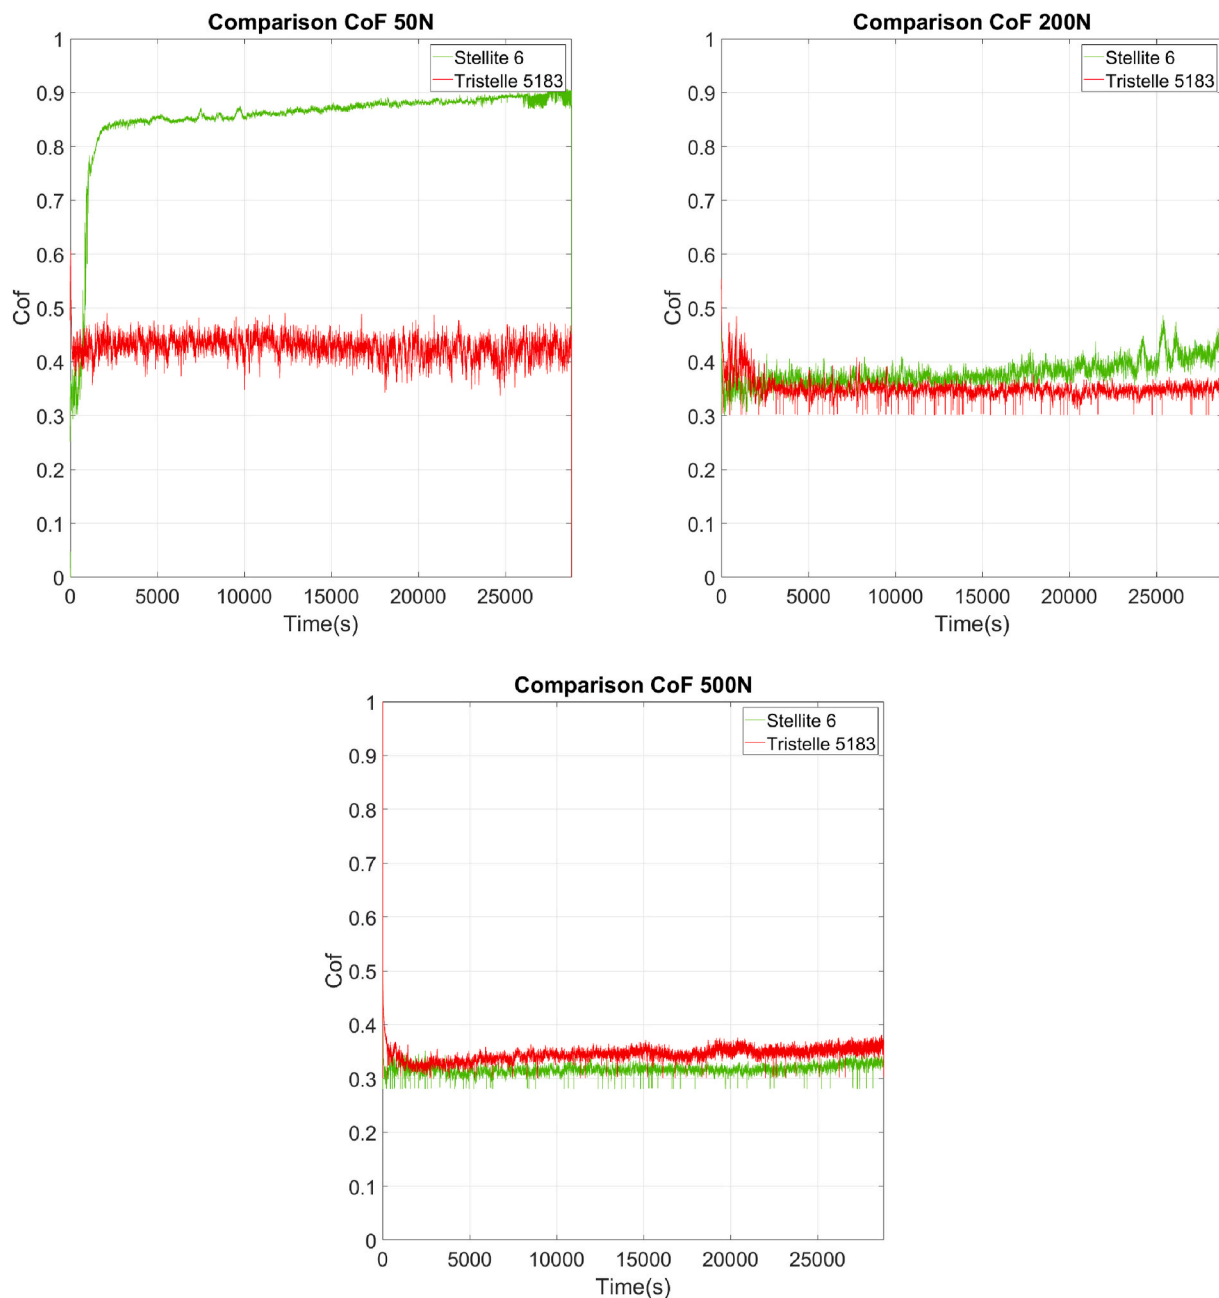 Comparison CoF 50N
Stellite 6
Tristelle 5183
1
0.9
0.8
0.7
0.6
0.5
0.4
0.3
0.2
0.1
0
Cof
0 5000 10000 15000 20000 25000
Time(s)
Comparison CoF 200N
Stellite 6
Tristelle 5183
1
0.9
0.8
0.7
0.6
0.5
0.4
0.3
0.2
0.1
0
Cof
0 5000 10000 15000 20000 25000
Time(s)
Comparison CoF 500N
Stellite 6
Tristelle 5183
1
0.9
0.8
0.7
0.6
0.5
0.4
0.3
0.2
0.1
0
Cof
0 5000 10000 15000 20000 25000
Time(s)